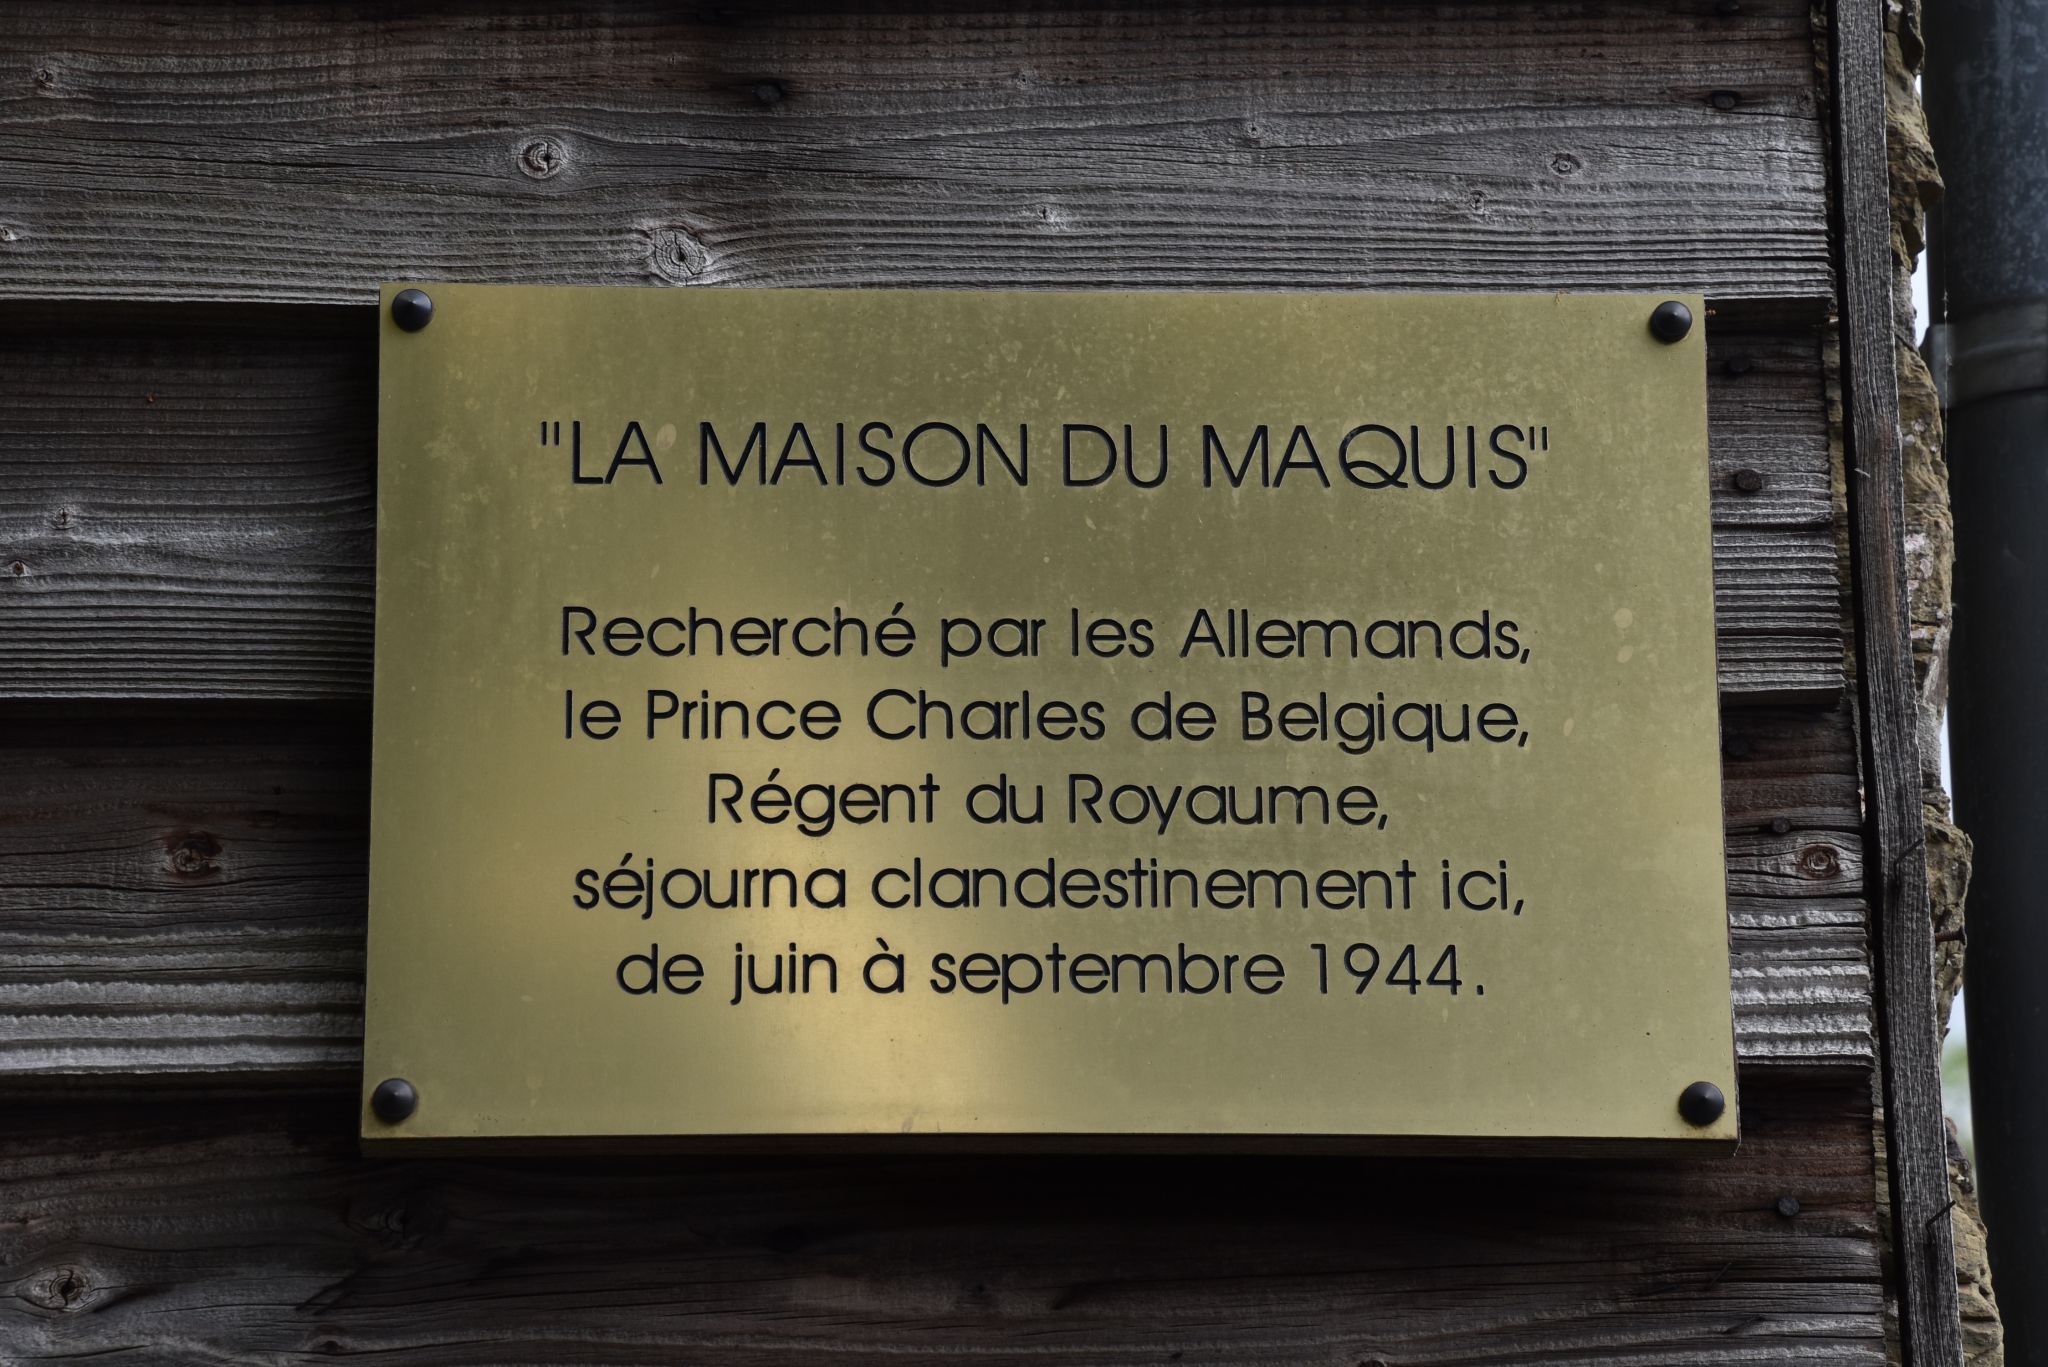 "LA MAISON DU MAQUIS"
Recherché par les Allemands,
le Prince Charles de Belgique,
Régent du Royaume,
séjourna clandestinement ici,
de juin à septembre 1944.